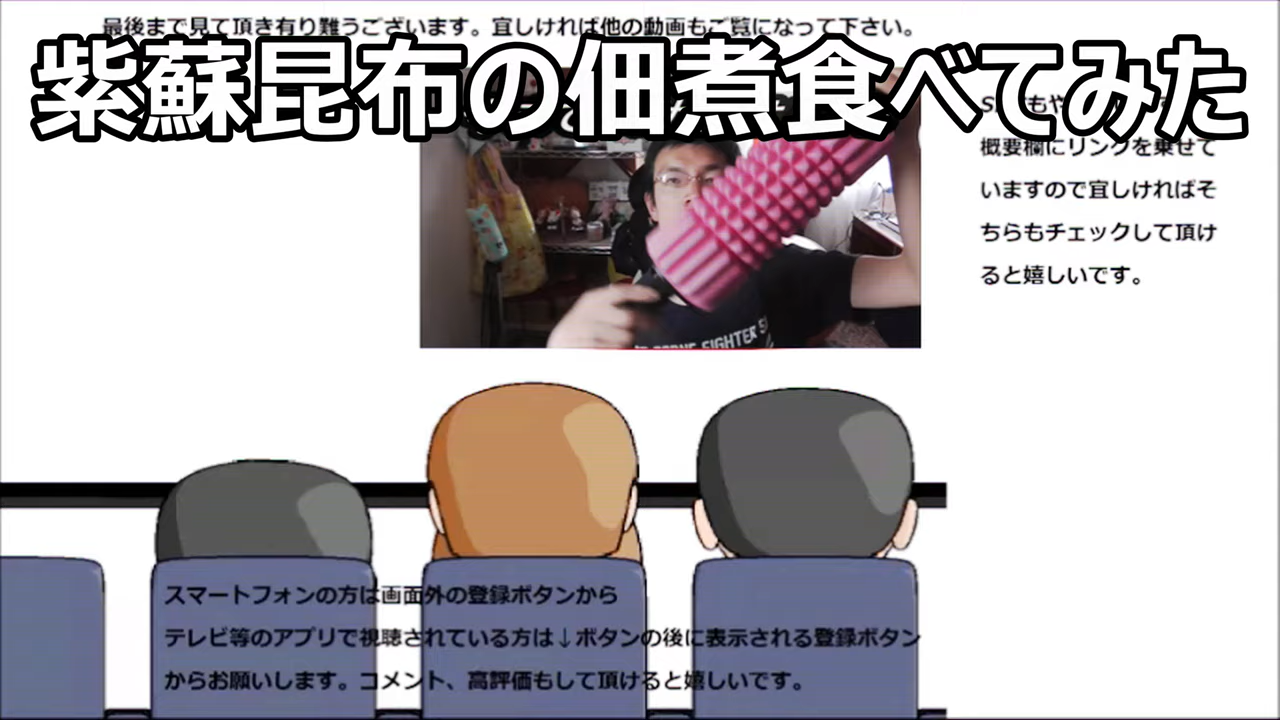 最後まで見て頂き有り難うございます。宜しければ他の動画もご覧になって下さい。
紫蘇昆布の佃煮食べてみた
概要欄にリンクを乗せて
いますので宜しければそ
ちらもチェックして頂け
ると嬉しいです。
FIGHTER
スマートフォンの方は画面外の登録ボタンから
テレビ等のアプリで視聴されている方は↓ボタンの後に表示される登録ボタン
からお願いします。コメント、高評価もして頂けると嬉しいです。